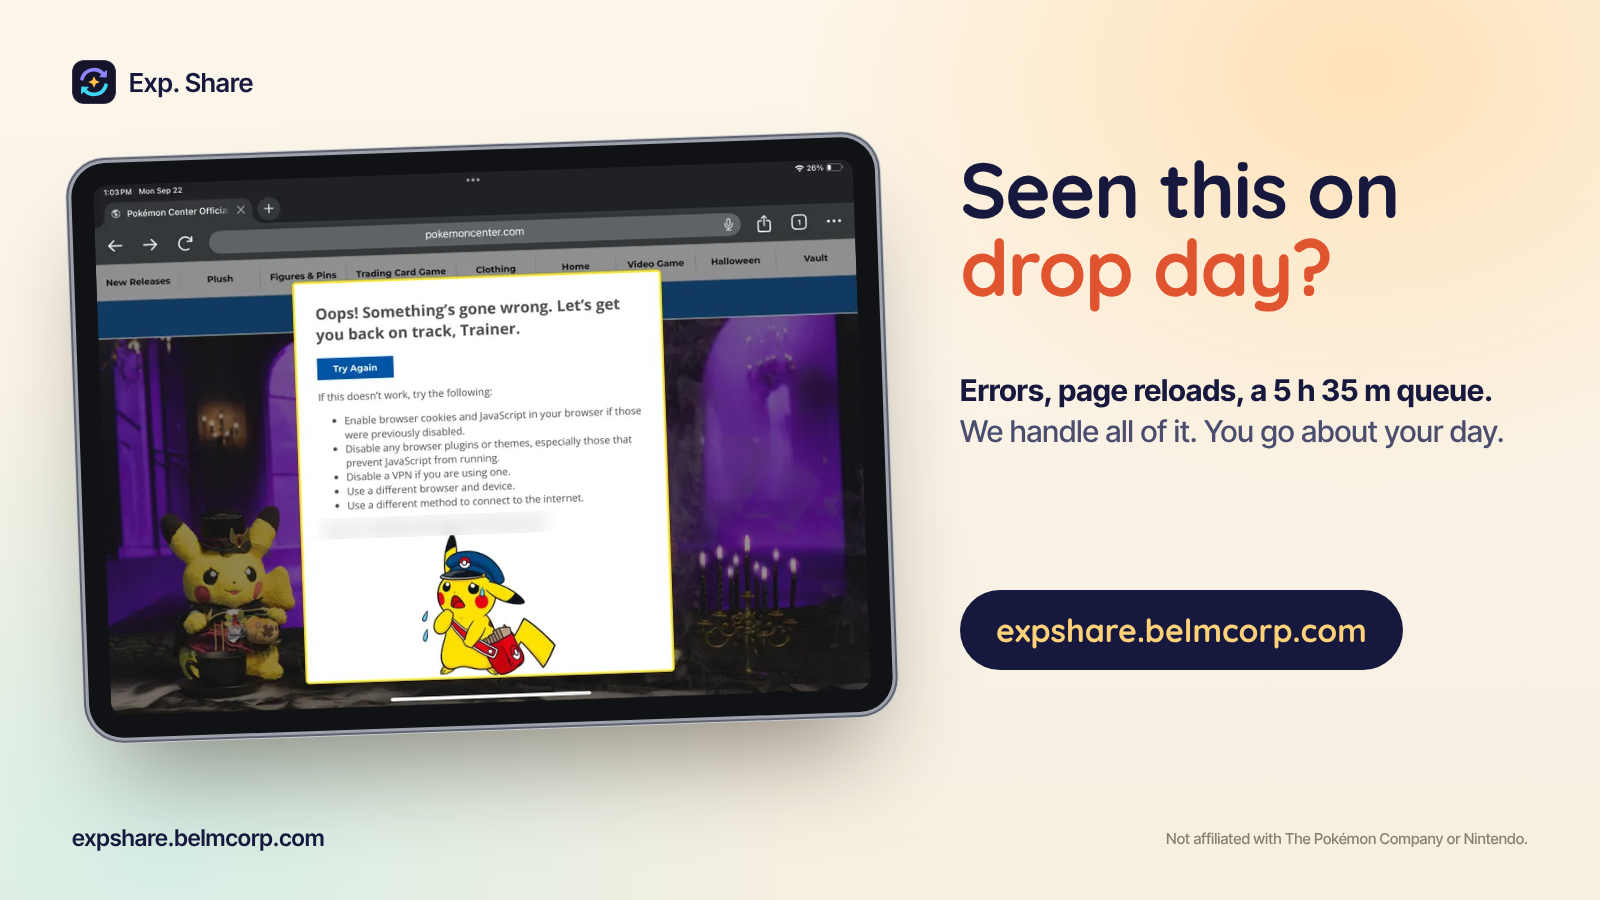 Exp. Share
1:03 PM Mon Sep 22
26%
Pokémon Center Officia
pokemoncenter.com
1
New Releases Plush Figures & Pins Trading Card Game Clothing Home Video Game Halloween Vault
Oops! Something's gone wrong. Let's get
you back on track, Trainer.
Try Again
If this doesn't work, try the following:
• Enable browser cookies and JavaScript in your browser if those
were previously disabled.
• Disable any browser plugins or themes, especially those that
prevent JavaScript from running.
• Disable a VPN if you are using one.
• Use a different browser and device.
• Use a different method to connect to the internet.
Seen this on
drop day?
Errors, page reloads, a 5 h 35 m queue.
We handle all of it. You go about your day.
expshare.belmcorp.com
expshare.belmcorp.com
Not affiliated with The Pokémon Company or Nintendo.